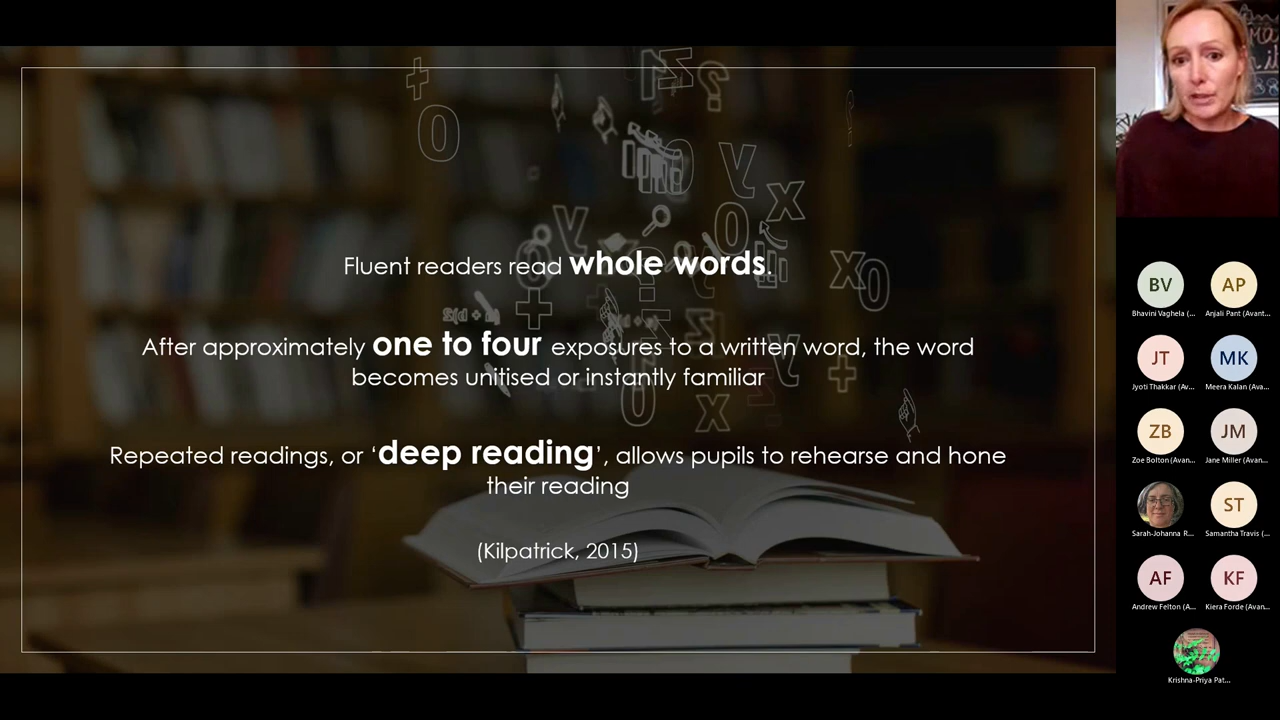 Fluent readers read whole words.
After approximately one to four exposures to a written word, the word
becomes unitised or instantly familiar
Repeated readings, or ‘deep reading’, allows pupils to rehearse and hone
their reading
(Kilpatrick, 2015)
BV
AP
Bhavini Vaghela (...
Anjali Pant (Avant...
JT
MK
Jyoti Thakkar (Av...
Meera Kalan (Ava...
ZB
JM
Zoe Bolton (Avan...
Jane Miller (Avant...
ST
Sarah-Johanna R...
Samantha Travis (...
AF
KF
Andrew Felton (A...
Kiera Forde (Avan...
Krishna-Priya Pat...